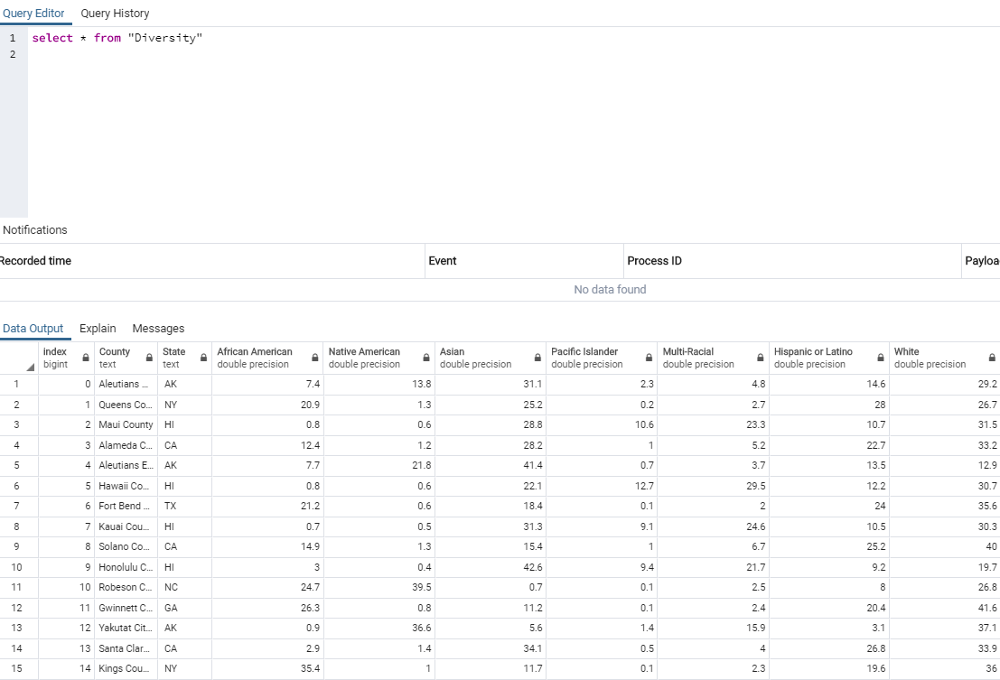 Query Editor Query History
1 select * from "Diversity"
2
Notifications
Recorded time Event Process ID Payloa
No data found
Data Output Explain Messages
index County State African American Native American Asian Pacific Islander Multi-Racial Hispanic or Latino White
bigint text text double precision double precision double precision double precision double precision double precision double precision
1 0 Aleutians ... AK 7.4 13.8 31.1 2.3 4.8 14.6 29.2
2 1 Queens Co... NY 20.9 1.3 25.2 0.2 2.7 28 26.7
3 2 Maui County HI 0.8 0.6 28.8 10.6 23.3 10.7 31.5
4 3 Alameda C... CA 12.4 1.2 28.2 1 5.2 22.7 33.2
5 4 Aleutians E... AK 7.7 21.8 41.4 0.7 3.7 13.5 12.9
6 5 Hawaii Co... HI 0.8 0.6 22.1 12.7 29.5 12.2 30.7
7 6 Fort Bend ... TX 21.2 0.6 18.4 0.1 2 24 35.6
8 7 Kauai Cou... HI 0.7 0.5 31.3 9.1 24.6 10.5 30.3
9 8 Solano Co... CA 14.9 1.3 15.4 1 6.7 25.2 40
10 9 Honolulu C... HI 3 0.4 42.6 9.4 21.7 9.2 19.7
11 10 Robeson C... NC 24.7 39.5 0.7 0.1 2.5 8 26.8
12 11 Gwinnett C... GA 26.3 0.8 11.2 0.1 2.4 20.4 41.6
13 12 Yakutat Cit... AK 0.9 36.6 5.6 1.4 15.9 3.1 37.1
14 13 Santa Clar... CA 2.9 1.4 34.1 0.5 4 26.8 33.9
15 14 Kings Cou... NY 35.4 1 11.7 0.1 2.3 19.6 36